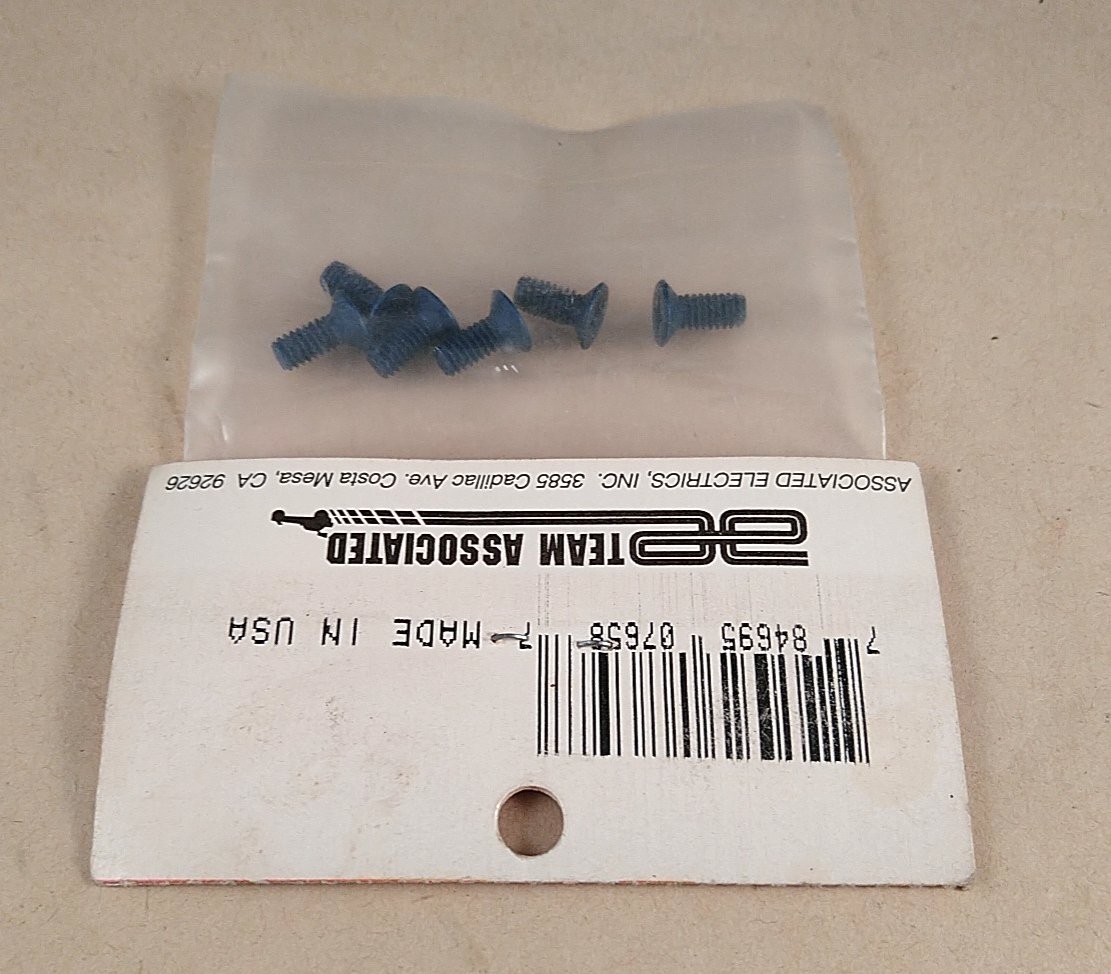 7 84695 07658 7 MADE IN USA
TEAM ASSOCIATED
ASSOCIATED ELECTRICS, INC. 3585 Cadillac Ave. Costa Mesa, CA 92626